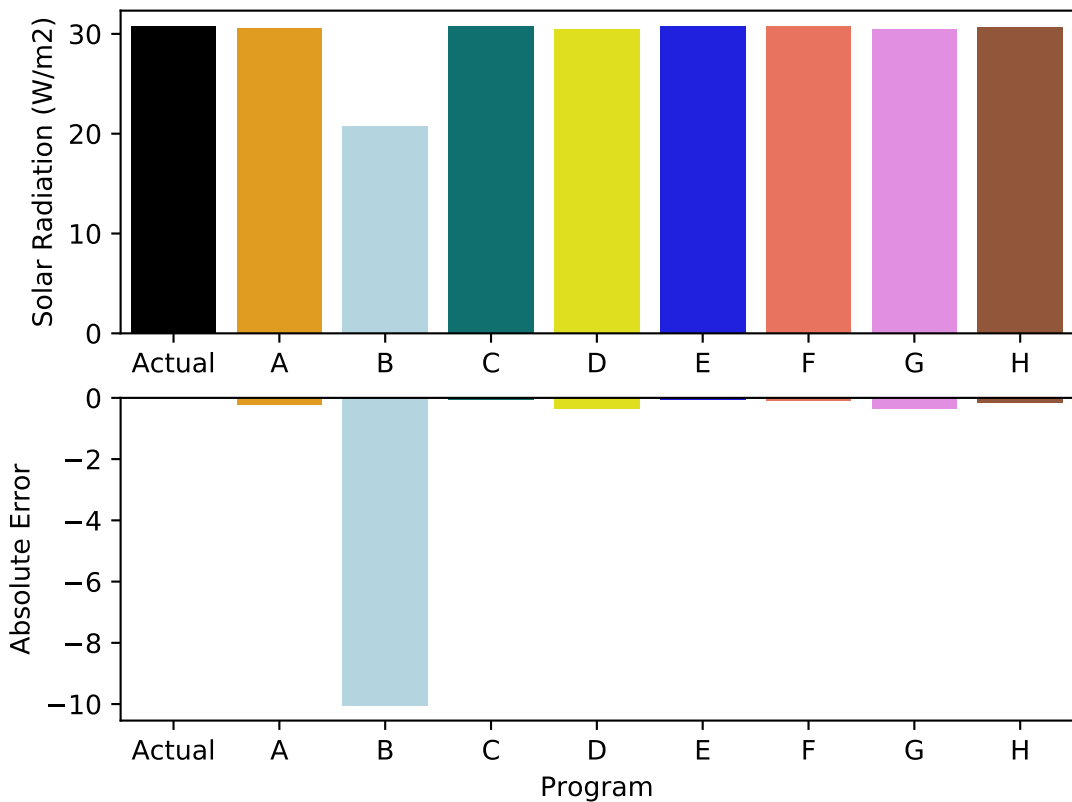 Solar Radiation (W/m2)
30
20
10
0
Actual A B C D E F G H
Absolute Error
0
−2
−4
−6
−8
−10
Actual A B C D E F G H
Program